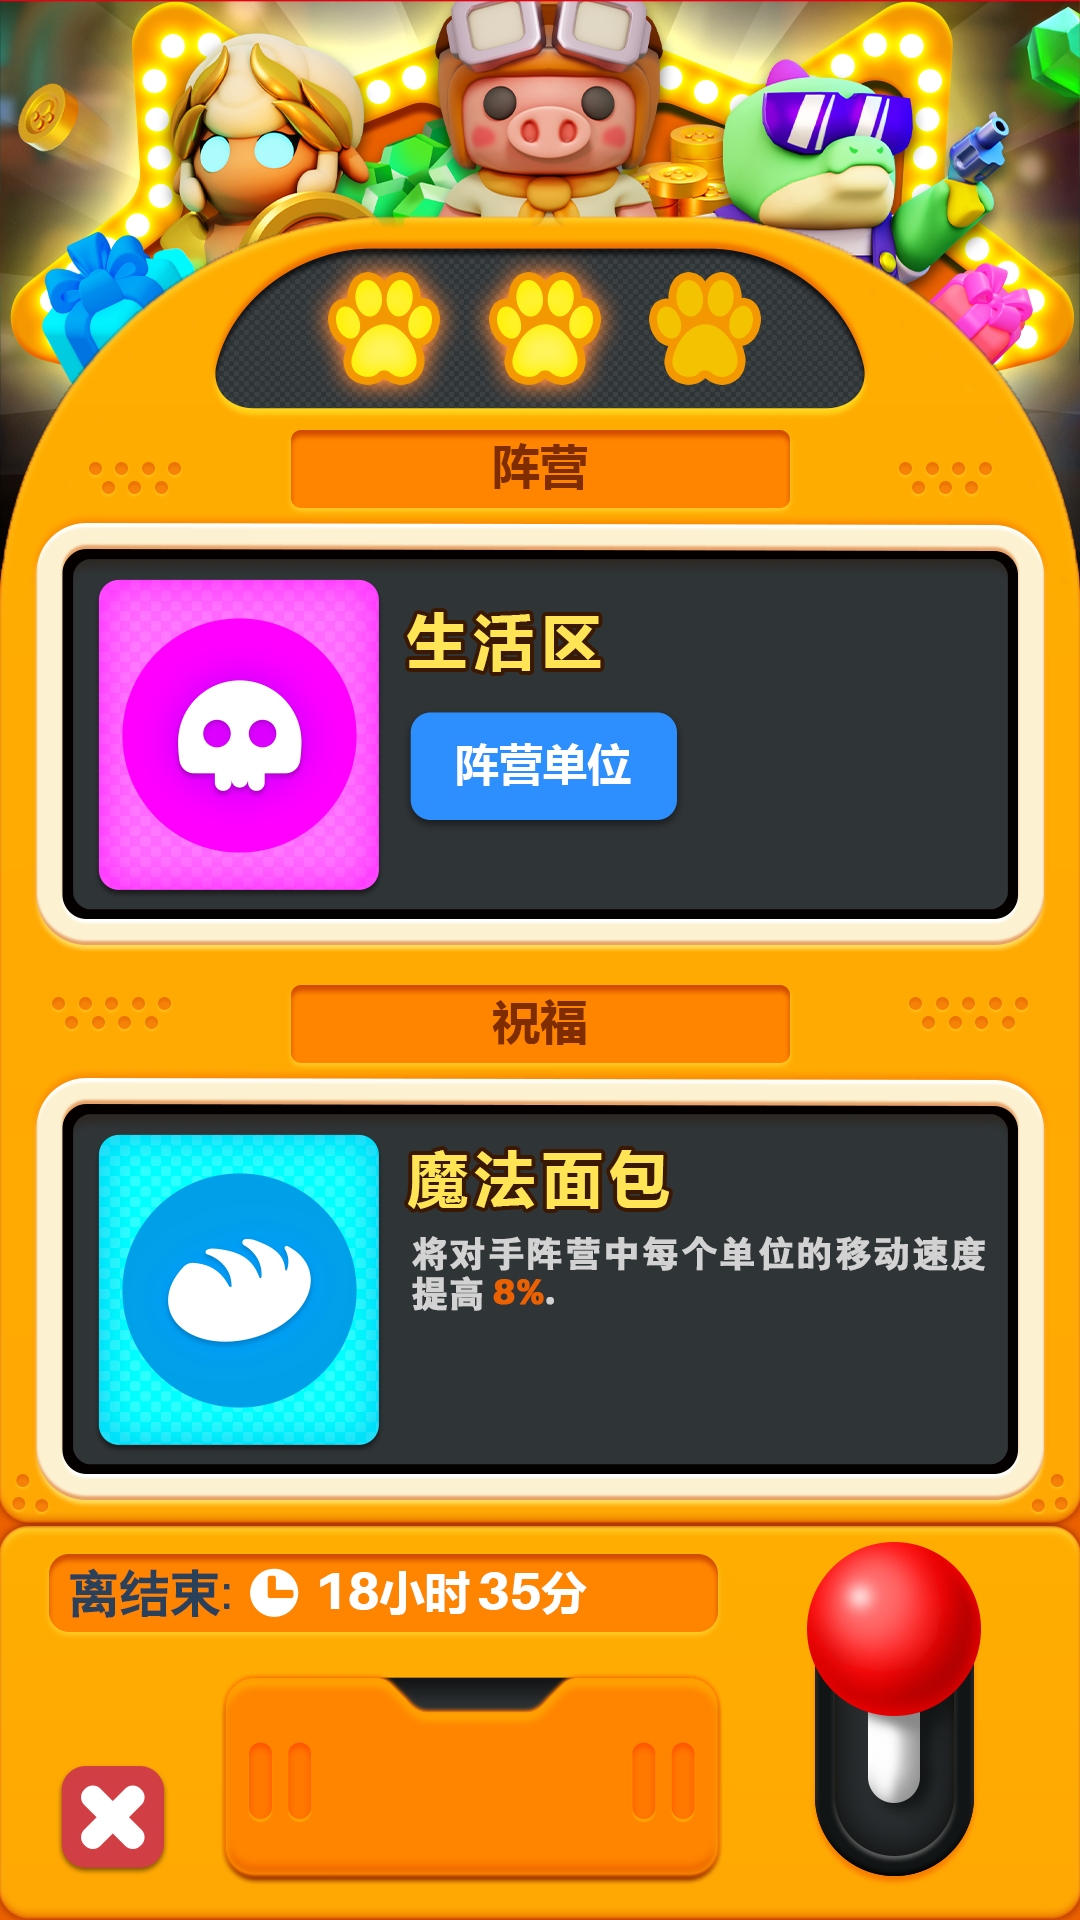 阵营
生活区
阵营单位
祝福
魔法面包
将对手阵营中每个单位的移动速度
提高 8%.
离结束: 18小时 35分